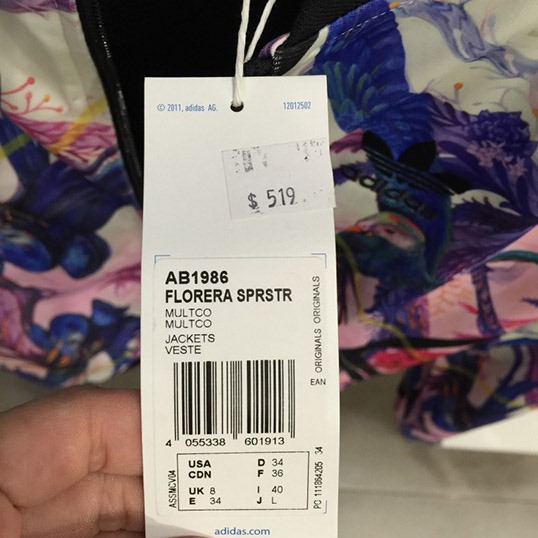 © 2011, adidas AG.
12012502
$ 519
AB1986
FLORERA SPRSTR
MULTCO
MULTCO
JACKETS
VESTE
EAN ORIGINALS ORIGINALS
4 055338 601913
ASSMCV04
USA D 34
CDN F 36
UK 8 I 40
E 34 J L
PO 111864205 34
adidas.com
adidas